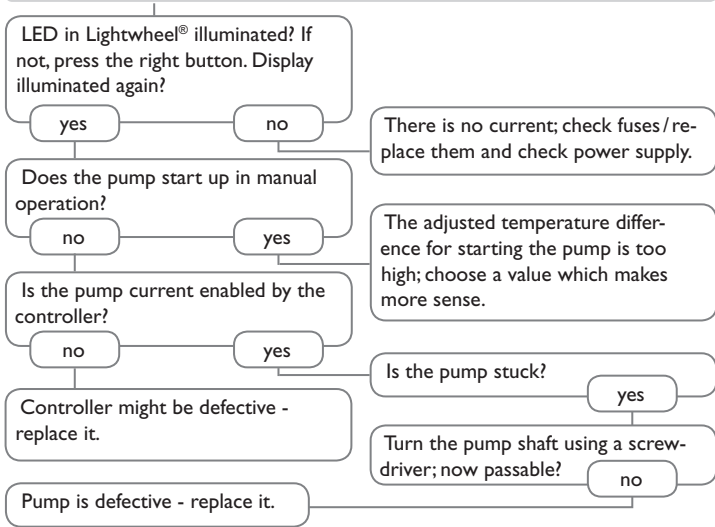 LED in Lightwheel® illuminated? If
not, press the right button. Display
illuminated again?
yes
no
There is no current; check fuses/re-
place them and check power supply.
Does the pump start up in manual
operation?
no
yes
The adjusted temperature differ-
ence for starting the pump is too
high; choose a value which makes
more sense.
Is the pump current enabled by the
controller?
no
yes
Is the pump stuck?
yes
Controller might be defective -
replace it.
Turn the pump shaft using a screw-
driver; now passable?
no
Pump is defective - replace it.